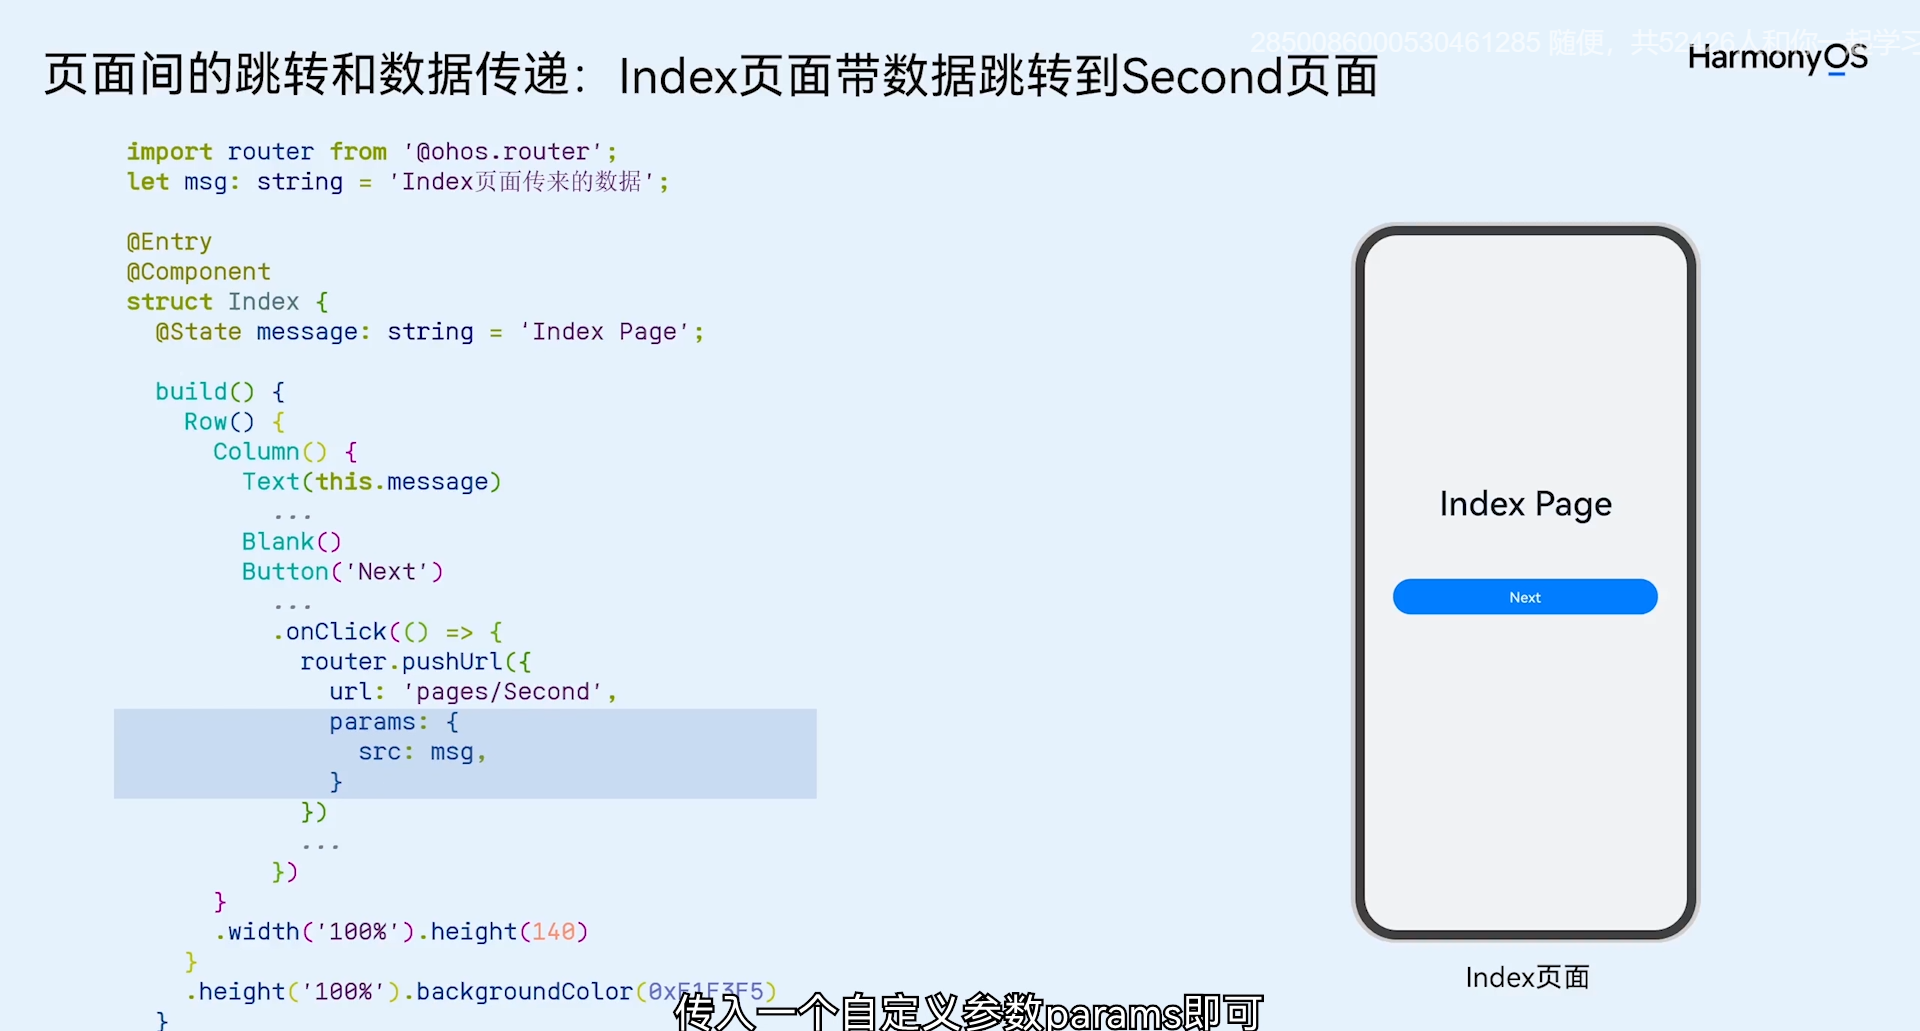 2850086000530461285 随便，共52426人和你一起学习
页面间的跳转和数据传递：Index页面带数据跳转到Second页面
HarmonyOS
import router from '@ohos.router';
let msg: string = 'Index页面传来的数据';
@Entry
@Component
struct Index {
@State message: string = ‘Index Page';
build() {
Row() {
Column() {
Text(this.message)
...
Blank()
Button('Next')
...
.onClick(() => {
router.pushUrl({
url: 'pages/Second',
params: {
src: msg,
}
})
...
})
}
.width('100%').height(140)
}
.height('100%').backgroundColor(0xF1F3F5)
}
Index Page
Next
Index页面
传入一个自定义参数params即可